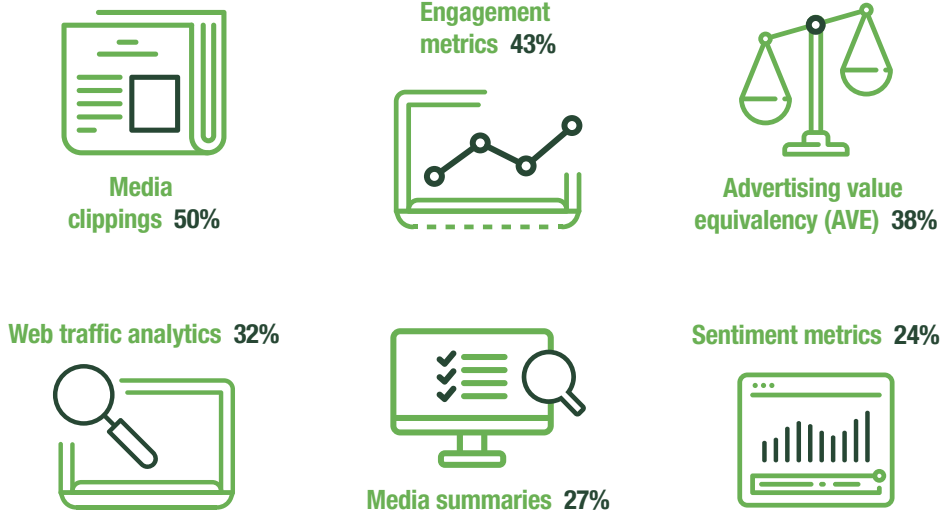 Media
clippings 50%
Engagement
metrics 43%
Advertising value
equivalency (AVE) 38%
Web traffic analytics 32%
Media summaries 27%
Sentiment metrics 24%